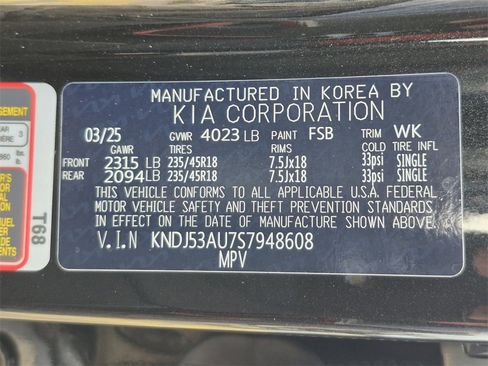 MANUFACTURED IN KOREA BY
KIA CORPORATION
03/25 GVWR 4023 LB PAINT FSB TRIM WK
GAWR TIRES RIMS COLD TIRE INFL
FRONT 2315 LB 235/45R18 7.5Jx18 33psi SINGLE
REAR 2094 LB 235/45R18 7.5Jx18 33psi SINGLE
THIS VEHICLE CONFORMS TO ALL APPLICABLE U.S.A. FEDERAL
MOTOR VEHICLE SAFETY AND THEFT PREVENTION STANDARDS
IN EFFECT ON THE DATE OF MANUFACTURE SHOWN ABOVE.
V.I.N KNDJ53AU7S7948608
MPV
T68
3